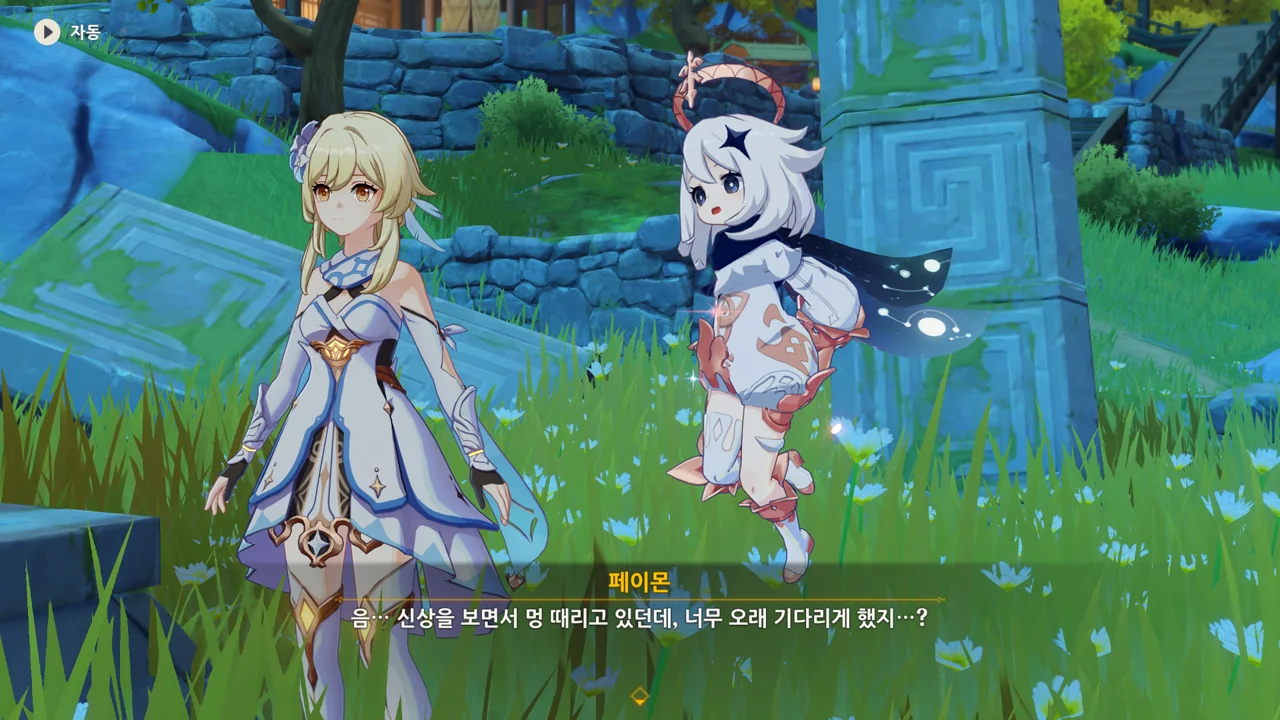 자동
페이몬
음… 신상을 보면서 멍 때리고 있던데, 너무 오래 기다리게 했지…?